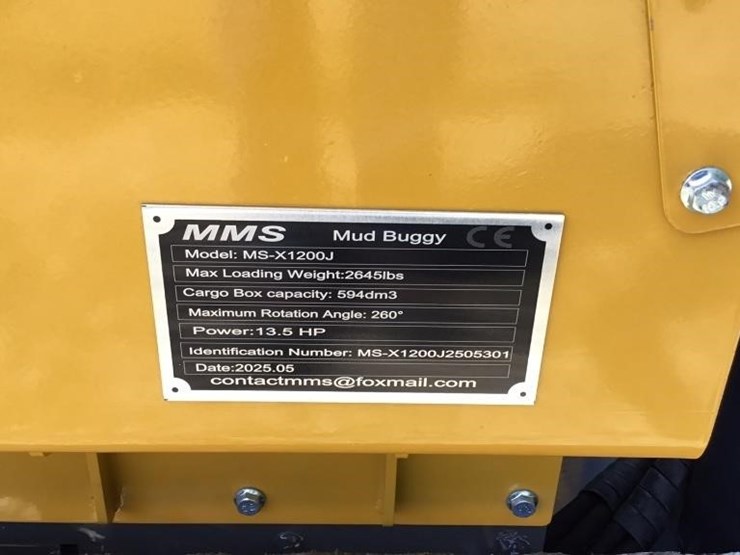 MMS Mud Buggy CE
Model: MS-X1200J
Max Loading Weight:2645lbs
Cargo Box capacity: 594dm3
Maximum Rotation Angle: 260°
Power:13.5 HP
Identification Number: MS-X1200J2505301
Date:2025.05
contactmms@foxmail.com